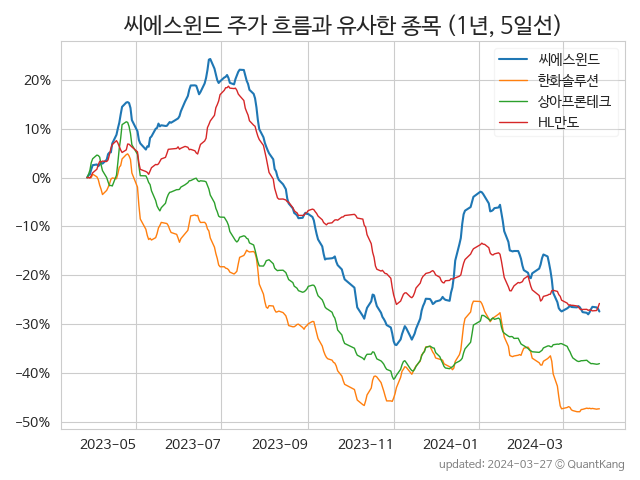 씨에스윈드 주가 흐름과 유사한 종목 (1년, 5일선)
씨에스윈드
한화솔루션
상아프론테크
HL만도
20%
10%
0%
−10%
−20%
−30%
−40%
−50%
2023-05
2023-07
2023-09
2023-11
2024-01
2024-03
updated: 2024-03-27 © QuantKang